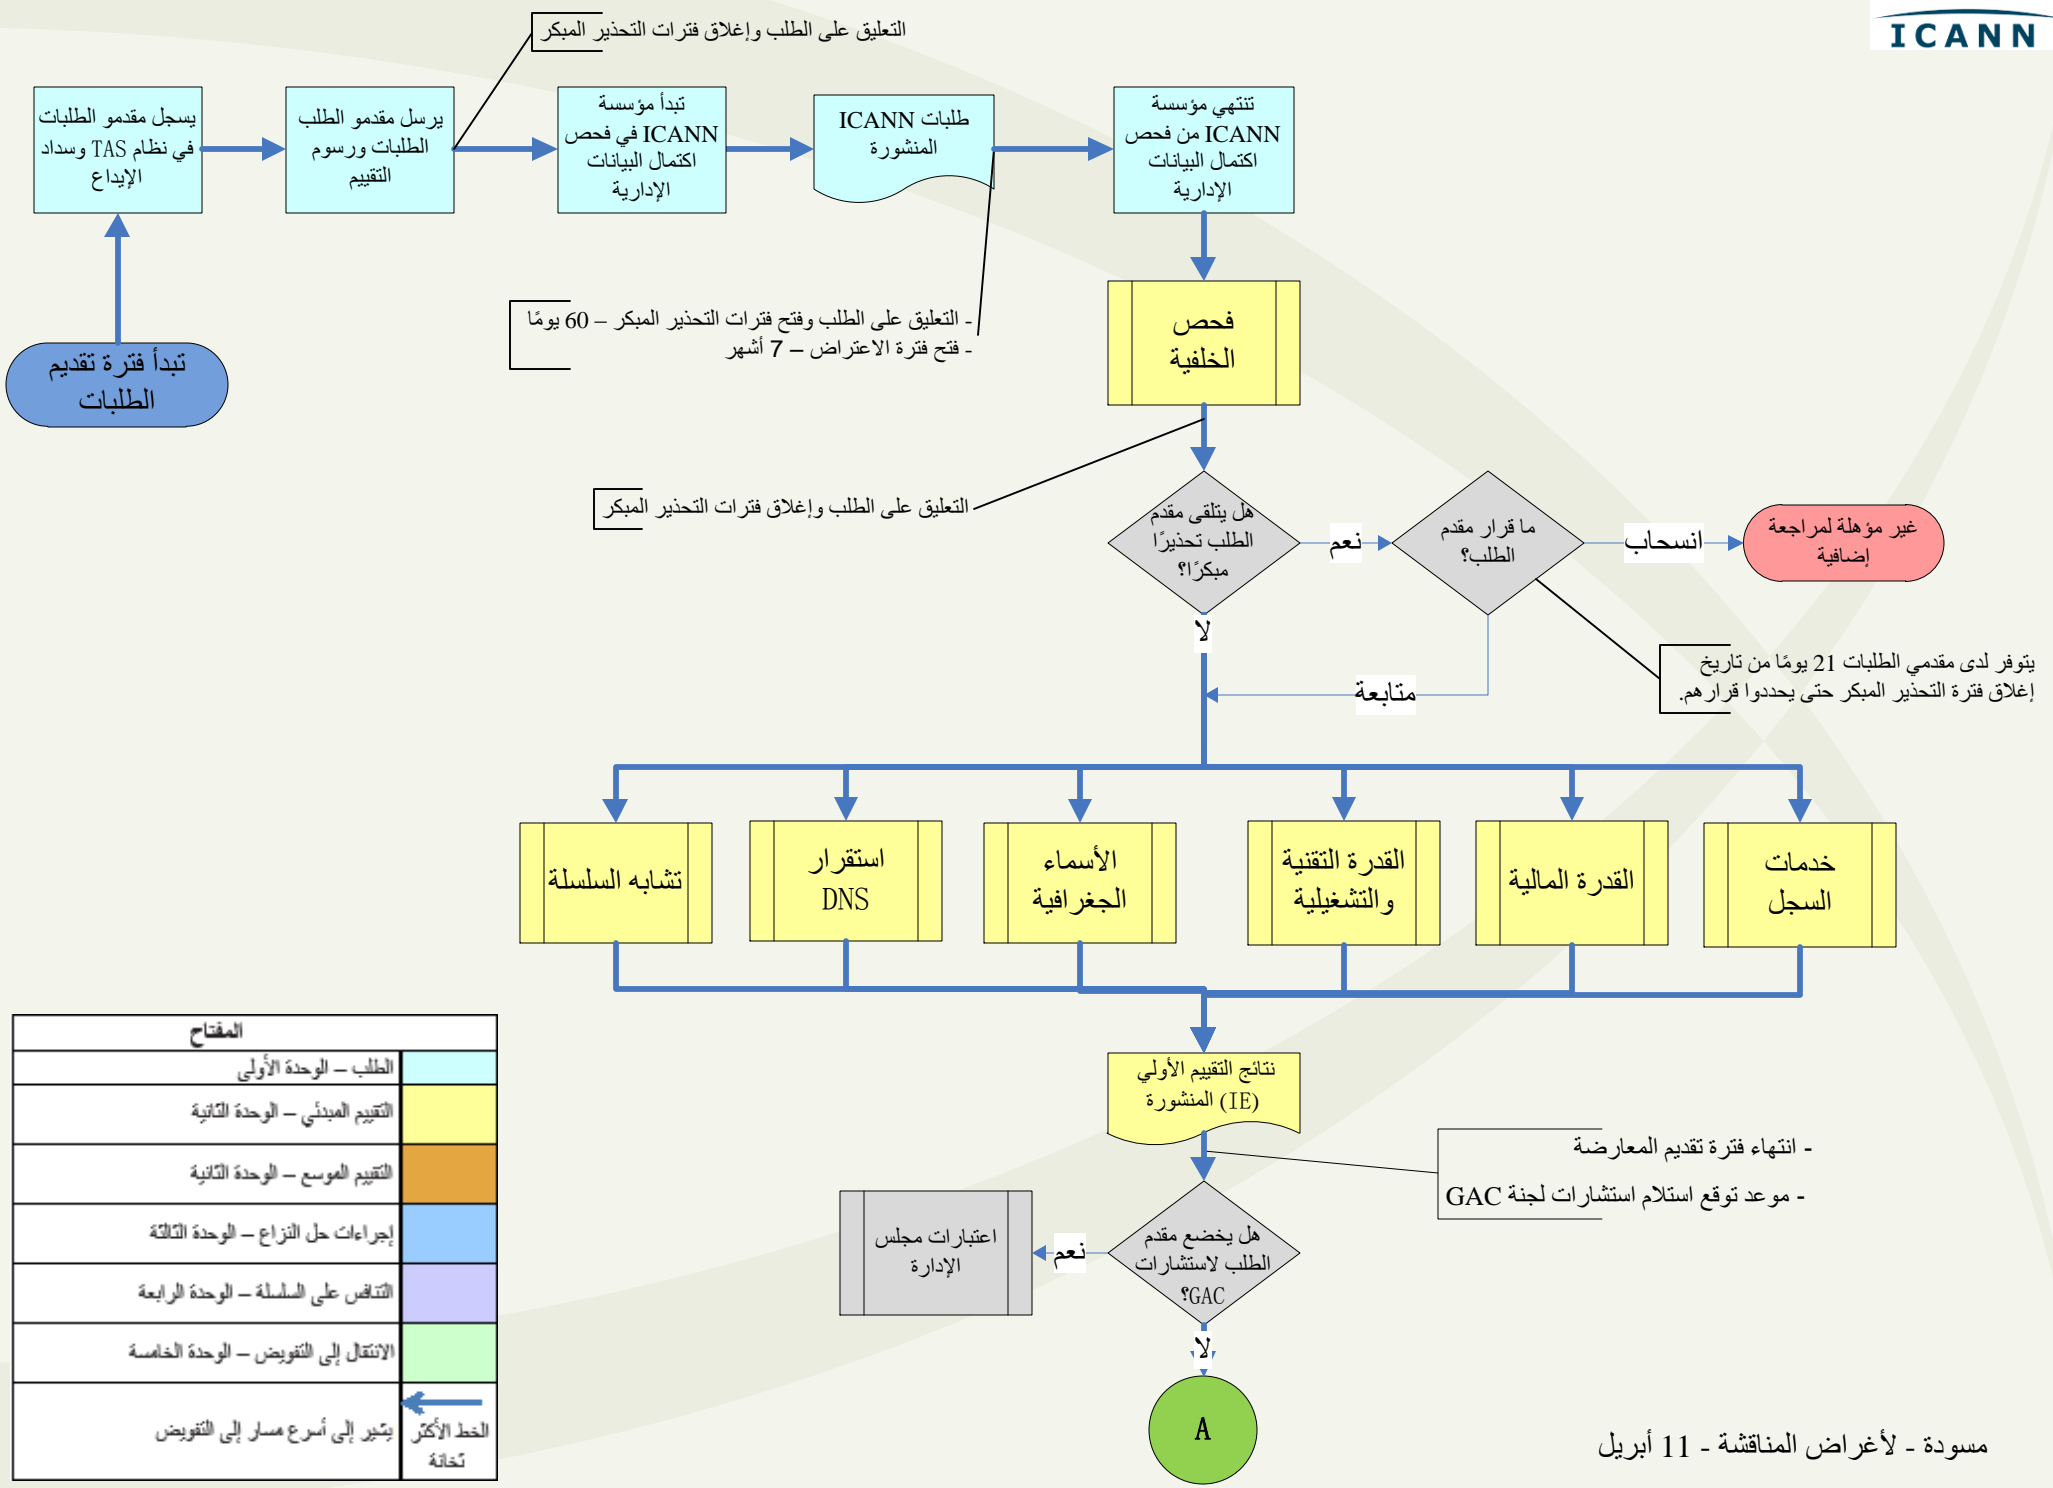 ICANN
التعليق على الطلب وإغلاق فترات التحذير المبكر
يسجل مقدمو الطلبات
في نظام TAS وسداد
الإيداع
يرسل مقدمو الطلب
الطلبات ورسوم
التقييم
تبدأ مؤسسة
ICANN في فحص
اكتمال البيانات
الإدارية
طلبات ICANN
المنشورة
تنتهي مؤسسة
ICANN من فحص
اكتمال البيانات
الإدارية
تبدأ فترة تقديم
الطلبات
- التعليق على الطلب وفتح فترات التحذير المبكر – 60 يومًا
- فتح فترة الاعتراض – 7 أشهر
فحص
الخلفية
التعليق على الطلب وإغلاق فترات التحذير المبكر
هل يتلقى مقدم
الطلب تحذيرًا
مبكرًا؟
نعم
ما قرار مقدم
الطلب؟
انسحاب
غير مؤهلة لمراجعة
إضافية
لا
متابعة
يتوفر لدى مقدمي الطلبات 21 يومًا من تاريخ
إغلاق فترة التحذير المبكر حتى يحددوا قرارهم.
تشابه السلسلة
استقرار
DNS
الأسماء
الجغرافية
القدرة التقنية
والتشغيلية
القدرة المالية
خدمات
السجل
نتائج التقييم الأولي
(IE) المنشورة
- انتهاء فترة تقديم المعارضة
- موعد توقع استلام استشارات لجنة GAC
هل يخضع مقدم
الطلب لاستشارات
GAC؟
نعم
اعتبارات مجلس
الإدارة
لا
A
المفتاح
الطلب – الوحدة الأولى
التقييم المبدئي – الوحدة الثانية
التقييم الموسع – الوحدة الثانية
إجراءات حل النزاع – الوحدة الثالثة
التنافس على السلسلة – الوحدة الرابعة
الانتقال إلى التفويض – الوحدة الخامسة
الخط الأكثر
ثخانة
يشير إلى أسرع مسار إلى التفويض
مسودة - لأغراض المناقشة - 11 أبريل